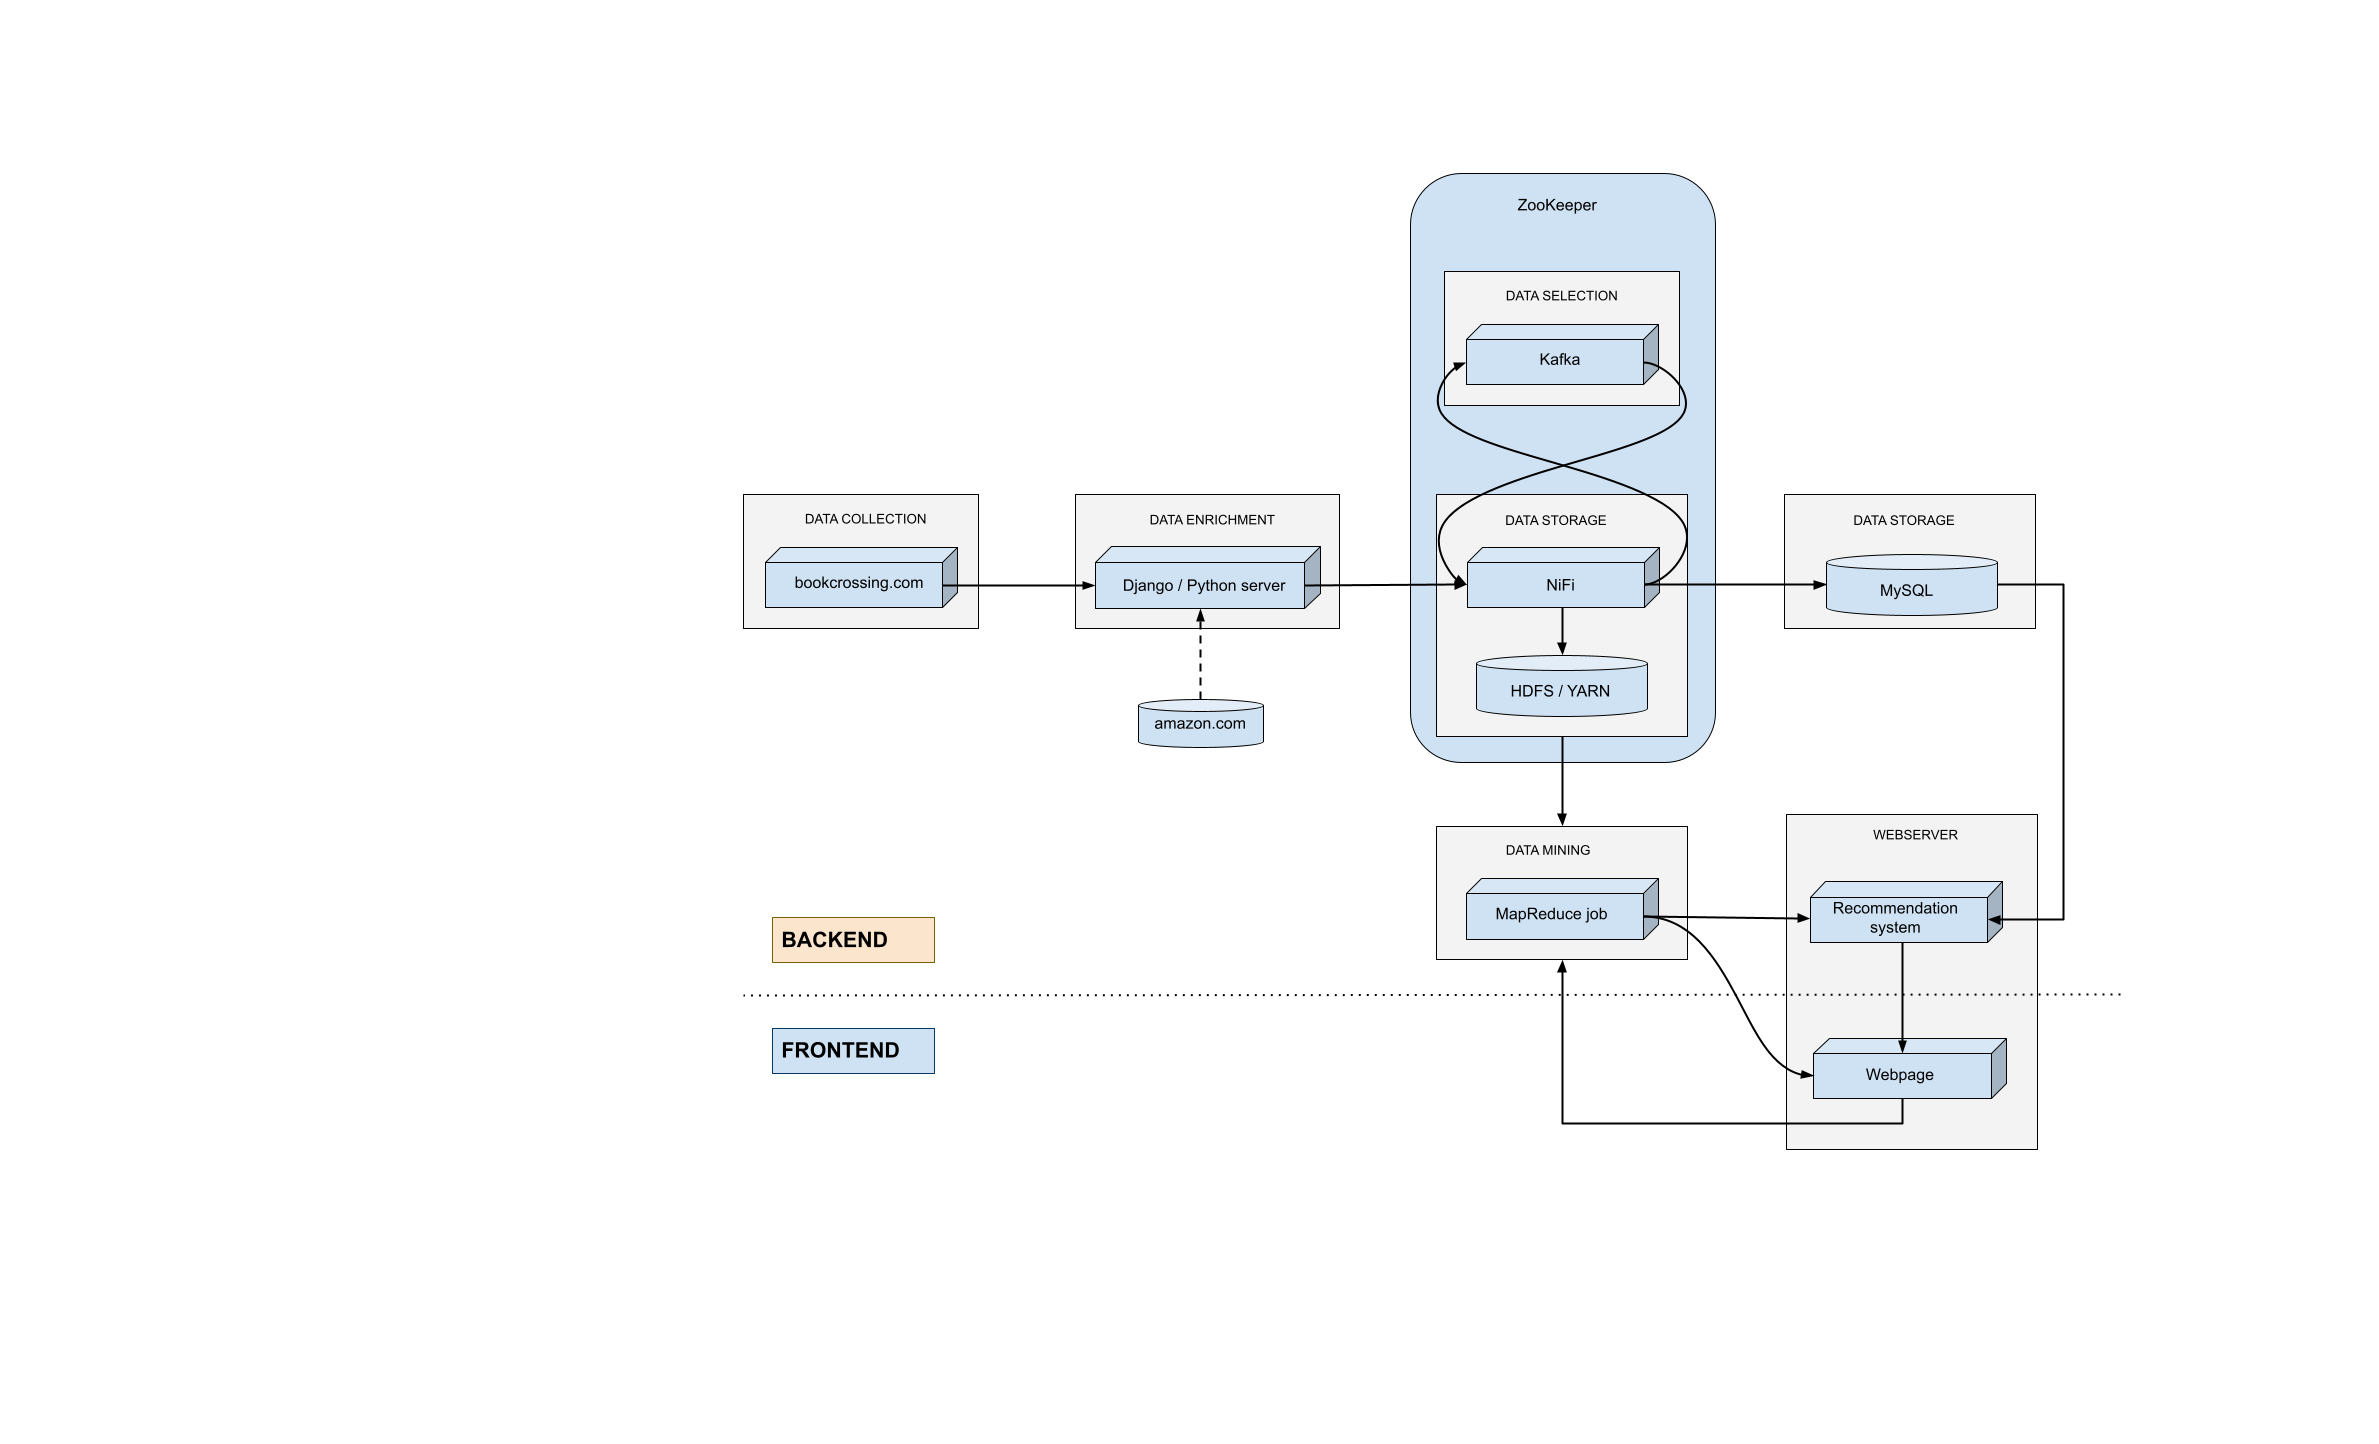 ZooKeeper
DATA SELECTION
Kafka
DATA COLLECTION
bookcrossing.com
DATA ENRICHMENT
Django / Python server
amazon.com
DATA STORAGE
NiFi
HDFS / YARN
DATA STORAGE
MySQL
DATA MINING
MapReduce job
WEBSERVER
Recommendation
system
Webpage
BACKEND
FRONTEND